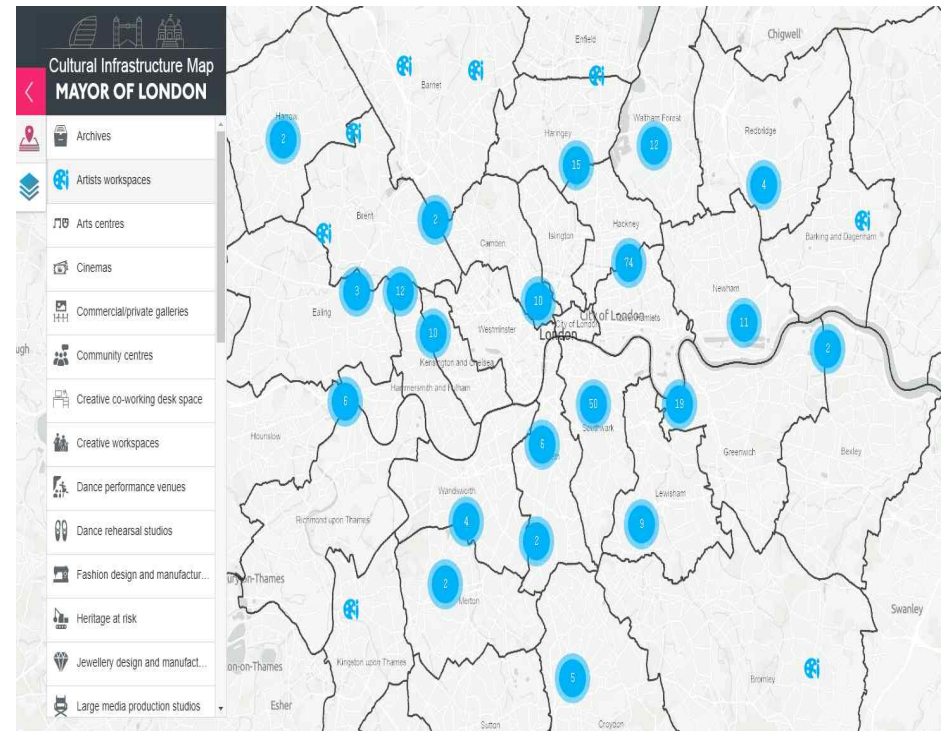 Cultural Infrastructure Map
MAYOR OF LONDON
Archives
Artists workspaces
Arts centres
Cinemas
Commercial/private galleries
Community centres
Creative co-working desk space
Creative workspaces
Dance performance venues
Dance rehearsal studios
Fashion design and manufactur...
Heritage at risk
Jewellery design and manufact...
Large media production studios
Enfield
Chigwell
Barnet
Harrow
2
Haringey
15
Waltham Forest
12
Redbridge
4
Brent
2
Camden
Islington
Hackney
74
Barking and Dagenham
Newham
11
Ealing
3
12
10
10
Westminster
City of London
City of London
London
2
Kensington and Chelsea
Hammersmith and Fulham
6
50
Southwark
19
Hounslow
6
Greenwich
Bexley
Wandsworth
4
Lewisham
9
Richmond upon Thames
2
2
Merton
Swanley
Kingston upon Thames
5
Bromley
Esher
Sutton
Croydon